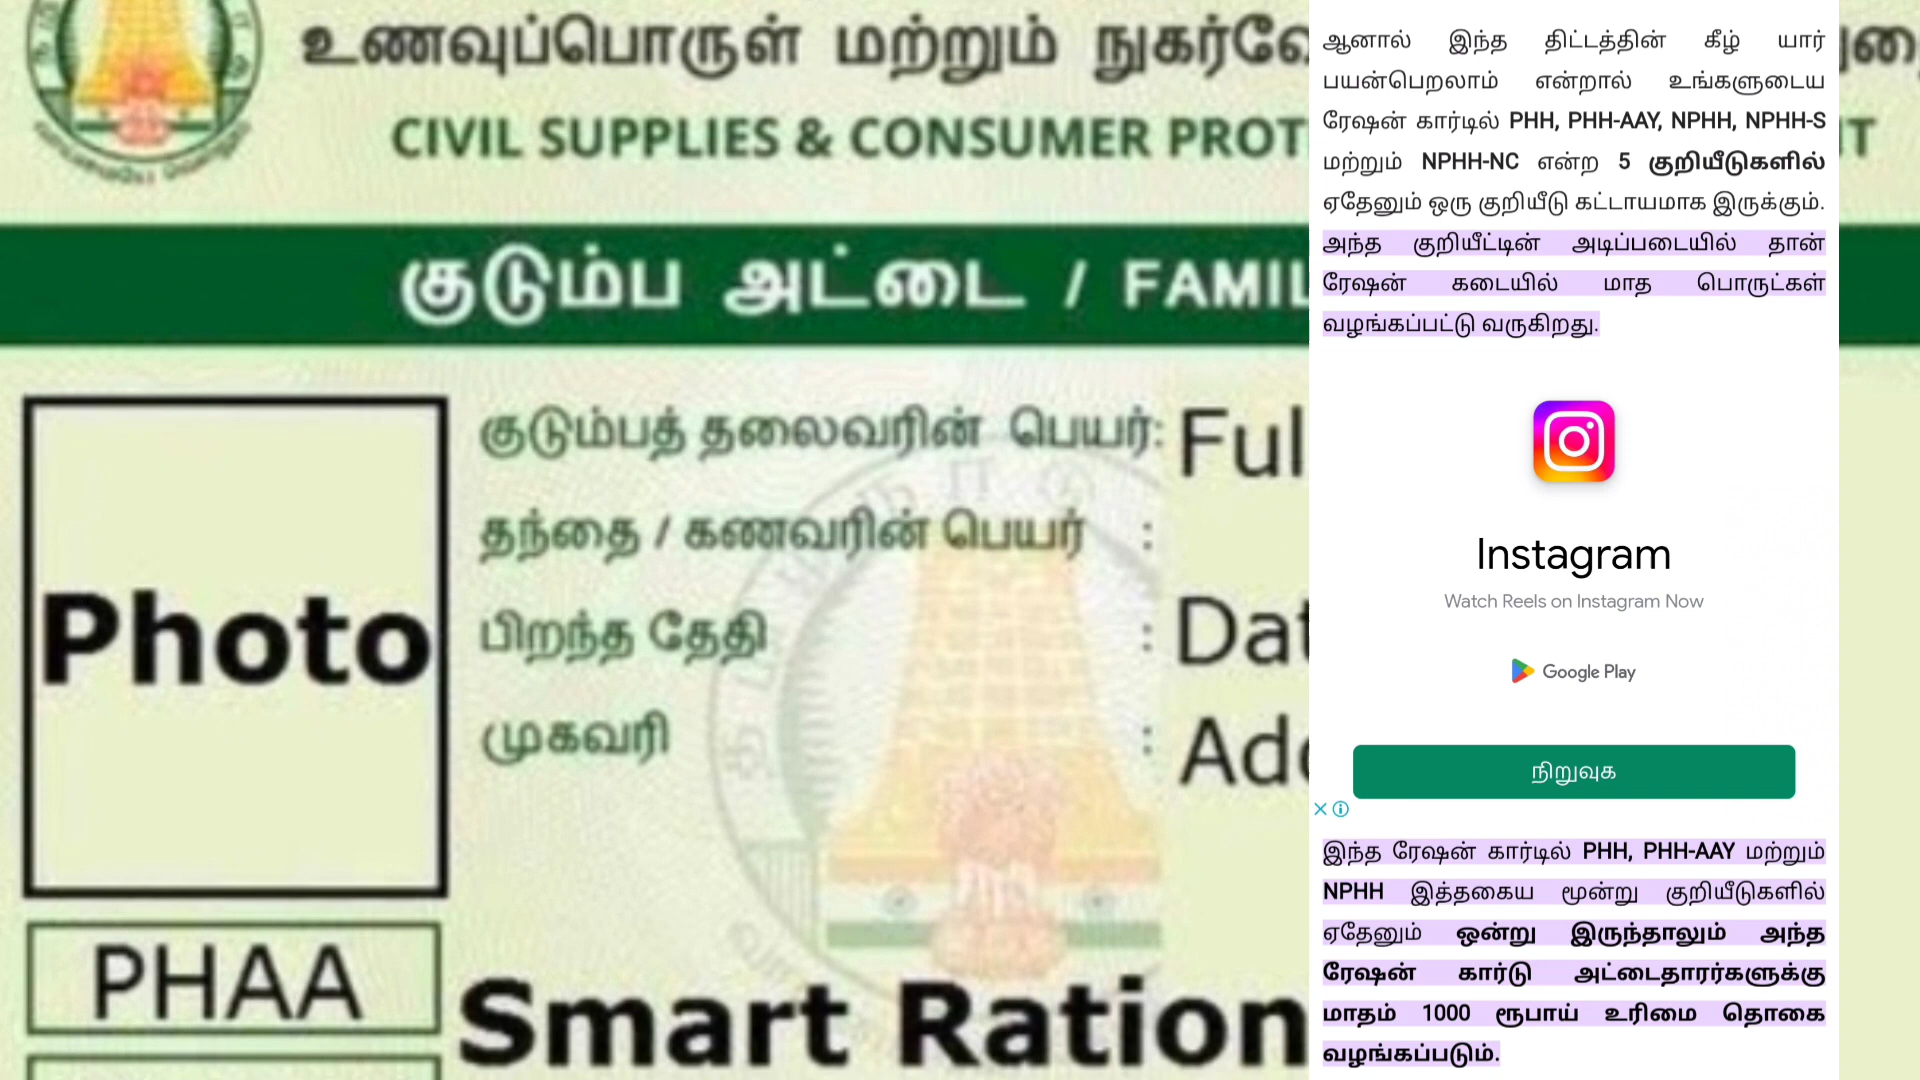 உணவுப்பொருள் மற்றும் நுகர்வே
CIVIL SUPPLIES & CONSUMER PROT
குடும்ப அட்டை / FAMIL
குடும்பத் தலைவரின் பெயர்: Ful
தந்தை / கணவரின் பெயர் :
பிறந்த தேதி : Dat
முகவரி : Add
Photo
PHAA
Smart Ration
ஆனால் இந்த திட்டத்தின் கீழ் யார்
பயன்பெறலாம் என்றால் உங்களுடைய
ரேஷன் கார்டில் PHH, PHH-AAY, NPHH, NPHH-S
மற்றும் NPHH-NC என்ற 5 குறியீடுகளில்
ஏதேனும் ஒரு குறியீடு கட்டாயமாக இருக்கும்.
அந்த குறியீட்டின் அடிப்படையில் தான்
ரேஷன் கடையில் மாத பொருட்கள்
வழங்கப்பட்டு வருகிறது.
Instagram
Watch Reels on Instagram Now
Google Play
நிறுவுக
இந்த ரேஷன் கார்டில் PHH, PHH-AAY மற்றும்
NPHH இத்தகைய மூன்று குறியீடுகளில்
ஏதேனும் ஒன்று இருந்தாலும் அந்த
ரேஷன் கார்டு அட்டைதாரர்களுக்கு
மாதம் 1000 ரூபாய் உரிமை தொகை
வழங்கப்படும்.